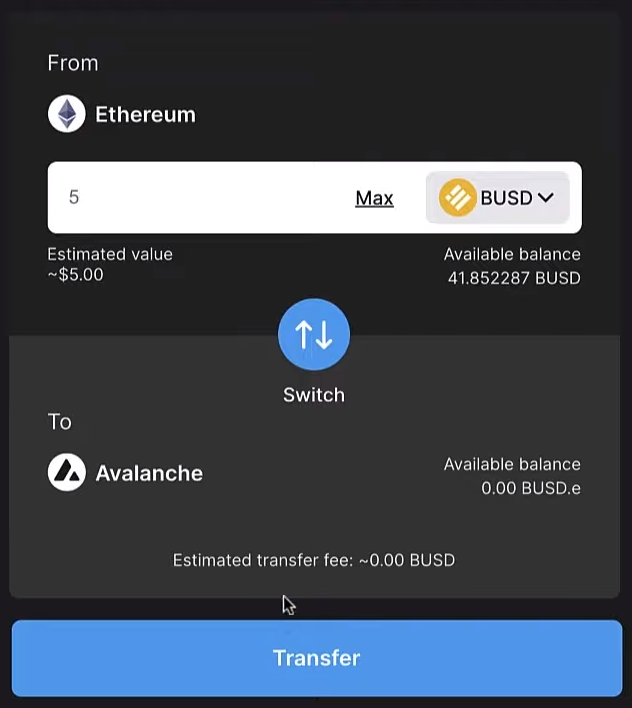 From
Ethereum
5 Max BUSD
Estimated value Available balance
~$5.00 41.852287 BUSD
Switch
To
Avalanche Available balance
0.00 BUSD.e
Estimated transfer fee: ~0.00 BUSD
Transfer